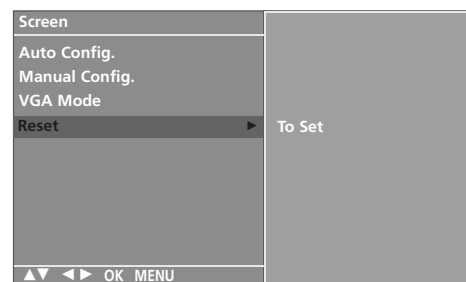 Screen
Auto Config.
Manual Config.
VGA Mode
Reset ► To Set
▲▼ ◄► OK MENU